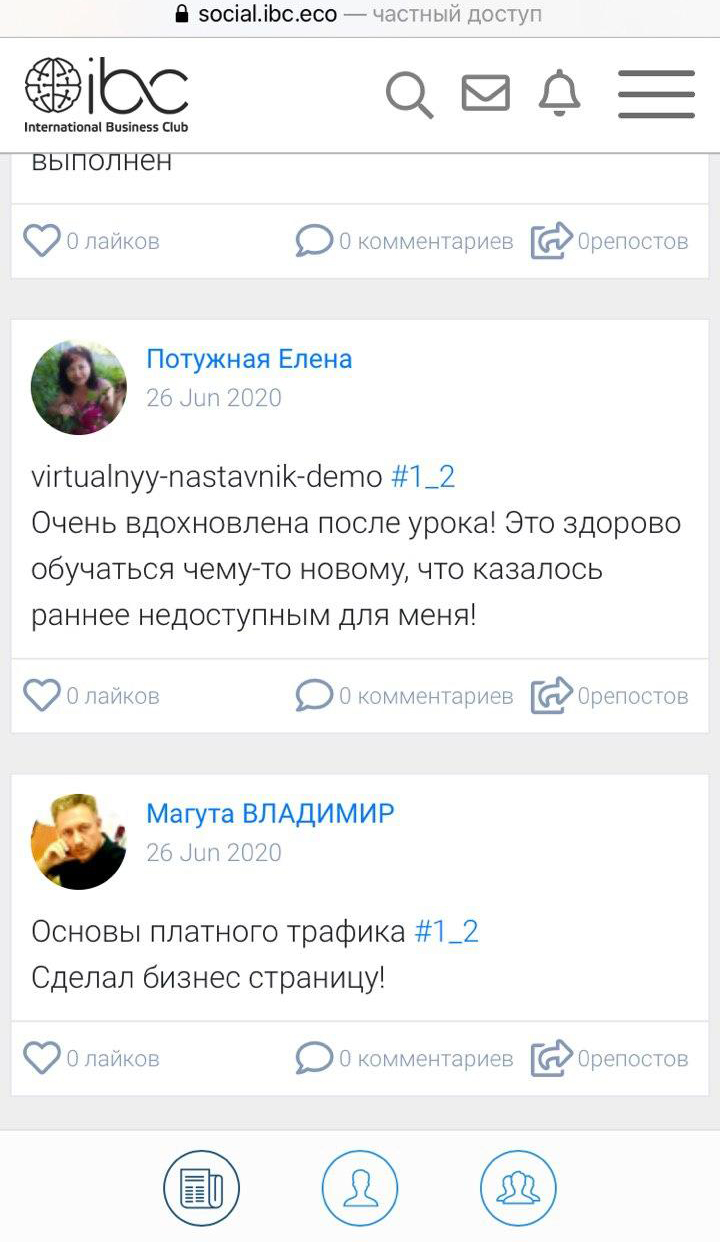 social.ibc.eco — частный доступ
ibc
International Business Club
выполнен
0 лайков 0 комментариев 0репостов
Потужная Елена
26 Jun 2020
virtualnyy-nastavnik-demo #1_2
Очень вдохновлена после урока! Это здорово
обучаться чему-то новому, что казалось
раннее недоступным для меня!
0 лайков 0 комментариев 0репостов
Магута ВЛАДИМИР
26 Jun 2020
Основы платного трафика #1_2
Сделал бизнес страницу!
0 лайков 0 комментариев 0репостов